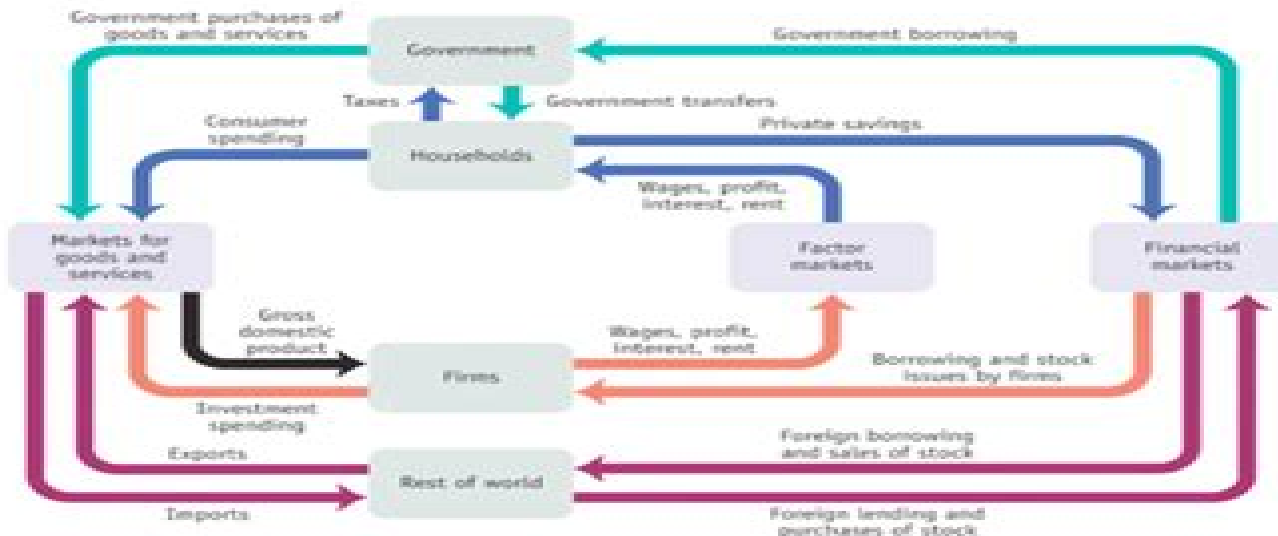 Government purchases of
goods and services
Government
Government borrowing
Taxes
Government transfers
Consumer
spending
Private savings
Households
Wages, profit,
interest, rent
Markets for
goods and
services
Factor
markets
Financial
markets
Gross
domestic
product
Wages, profit,
interest, rent
Firms
Borrowing and stock
issues by firms
Investment
spending
Exports
Foreign borrowing
and sales of stock
Rest of world
Imports
Foreign lending and
purchases of stock